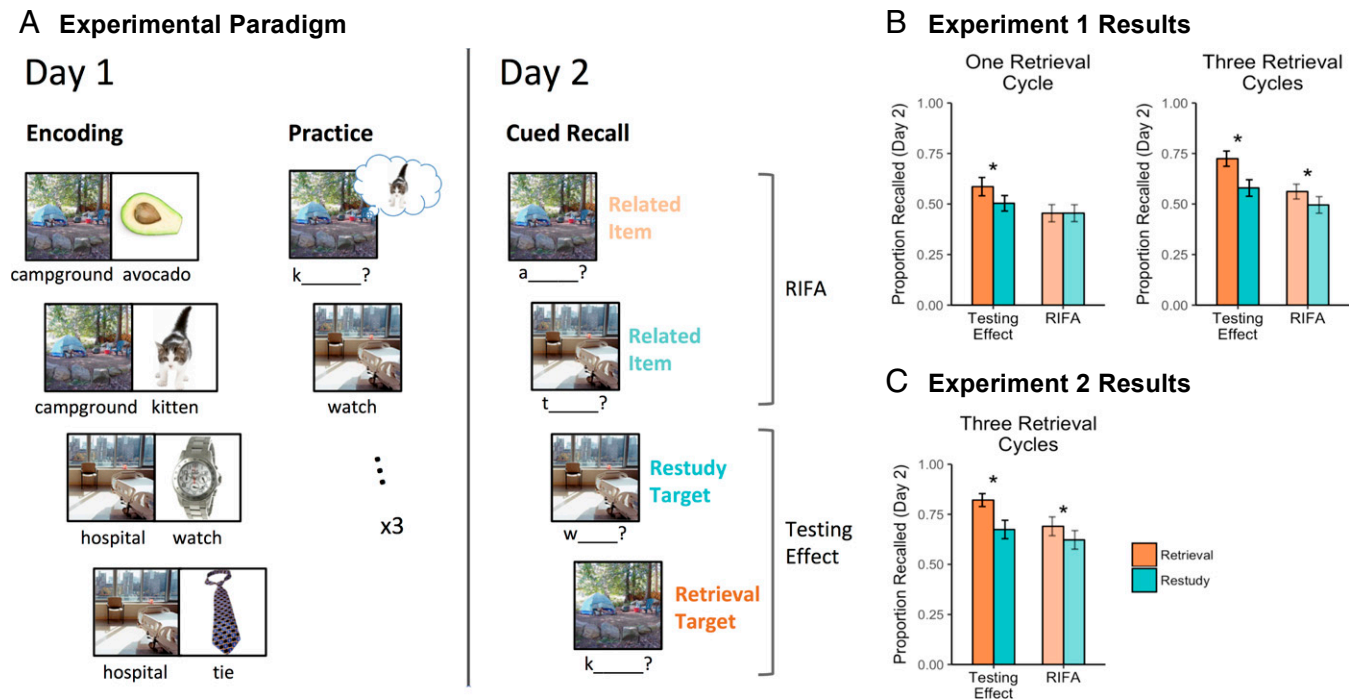 A Experimental Paradigm
Day 1
Encoding
Practice
campground avocado
k______?
campground kitten
watch
hospital watch
x3
hospital tie
Day 2
Cued Recall
Related
Item
a_____?
Related
Item
t_____?
RIFA
Restudy
Target
w____?
Retrieval
Target
k_____?
Testing
Effect
B Experiment 1 Results
One Retrieval
Cycle
Proportion Recalled (Day 2)
1.00
0.75
0.50
0.25
0.00
*
Testing
Effect
RIFA
Three Retrieval
Cycles
Proportion Recalled (Day 2)
1.00
0.75
0.50
0.25
0.00
*
*
Testing
Effect
RIFA
C Experiment 2 Results
Three Retrieval
Cycles
Proportion Recalled (Day 2)
1.00
0.75
0.50
0.25
0.00
*
*
Testing
Effect
RIFA
Retrieval
Restudy